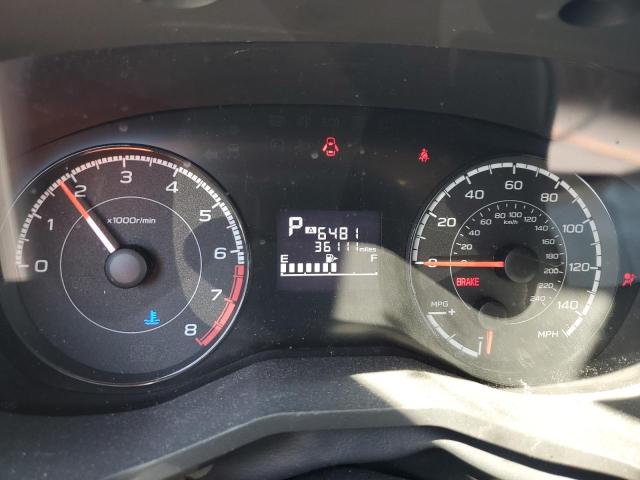 0 1 2 3 4 5 6 7 8
x1000r/min
P A 6481
36111 miles
E F
0 20 40 60 80 100 120 140
MPH
0 20 40 60 80 100 120 140 160 180 200 220 240
km/h
BRAKE
MPG + -